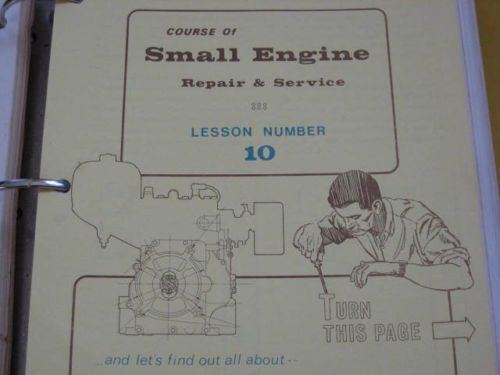 COURSE Of
Small Engine
Repair & Service
LESSON NUMBER
10
TURN
THIS PAGE
...and let's find out all about --